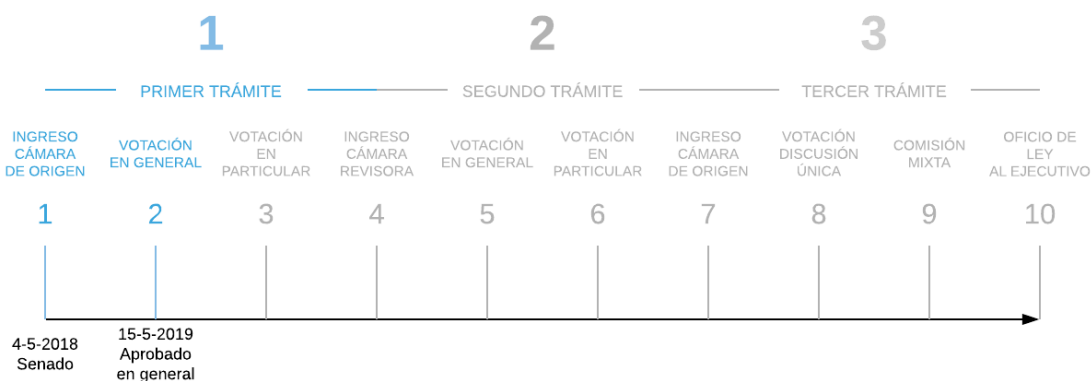 1
2
3
PRIMER TRÁMITE
SEGUNDO TRÁMITE
TERCER TRÁMITE
INGRESO
CÁMARA
DE ORIGEN
VOTACIÓN
EN GENERAL
VOTACIÓN
EN
PARTICULAR
INGRESO
CÁMARA
REVISORA
VOTACIÓN
EN GENERAL
VOTACIÓN
EN
PARTICULAR
INGRESO
CÁMARA
DE ORIGEN
VOTACIÓN
DISCUSIÓN
ÚNICA
COMISIÓN
MIXTA
OFICIO DE
LEY
AL EJECUTIVO
1
2
3
4
5
6
7
8
9
10
4-5-2018
Senado
15-5-2019
Aprobado
en general